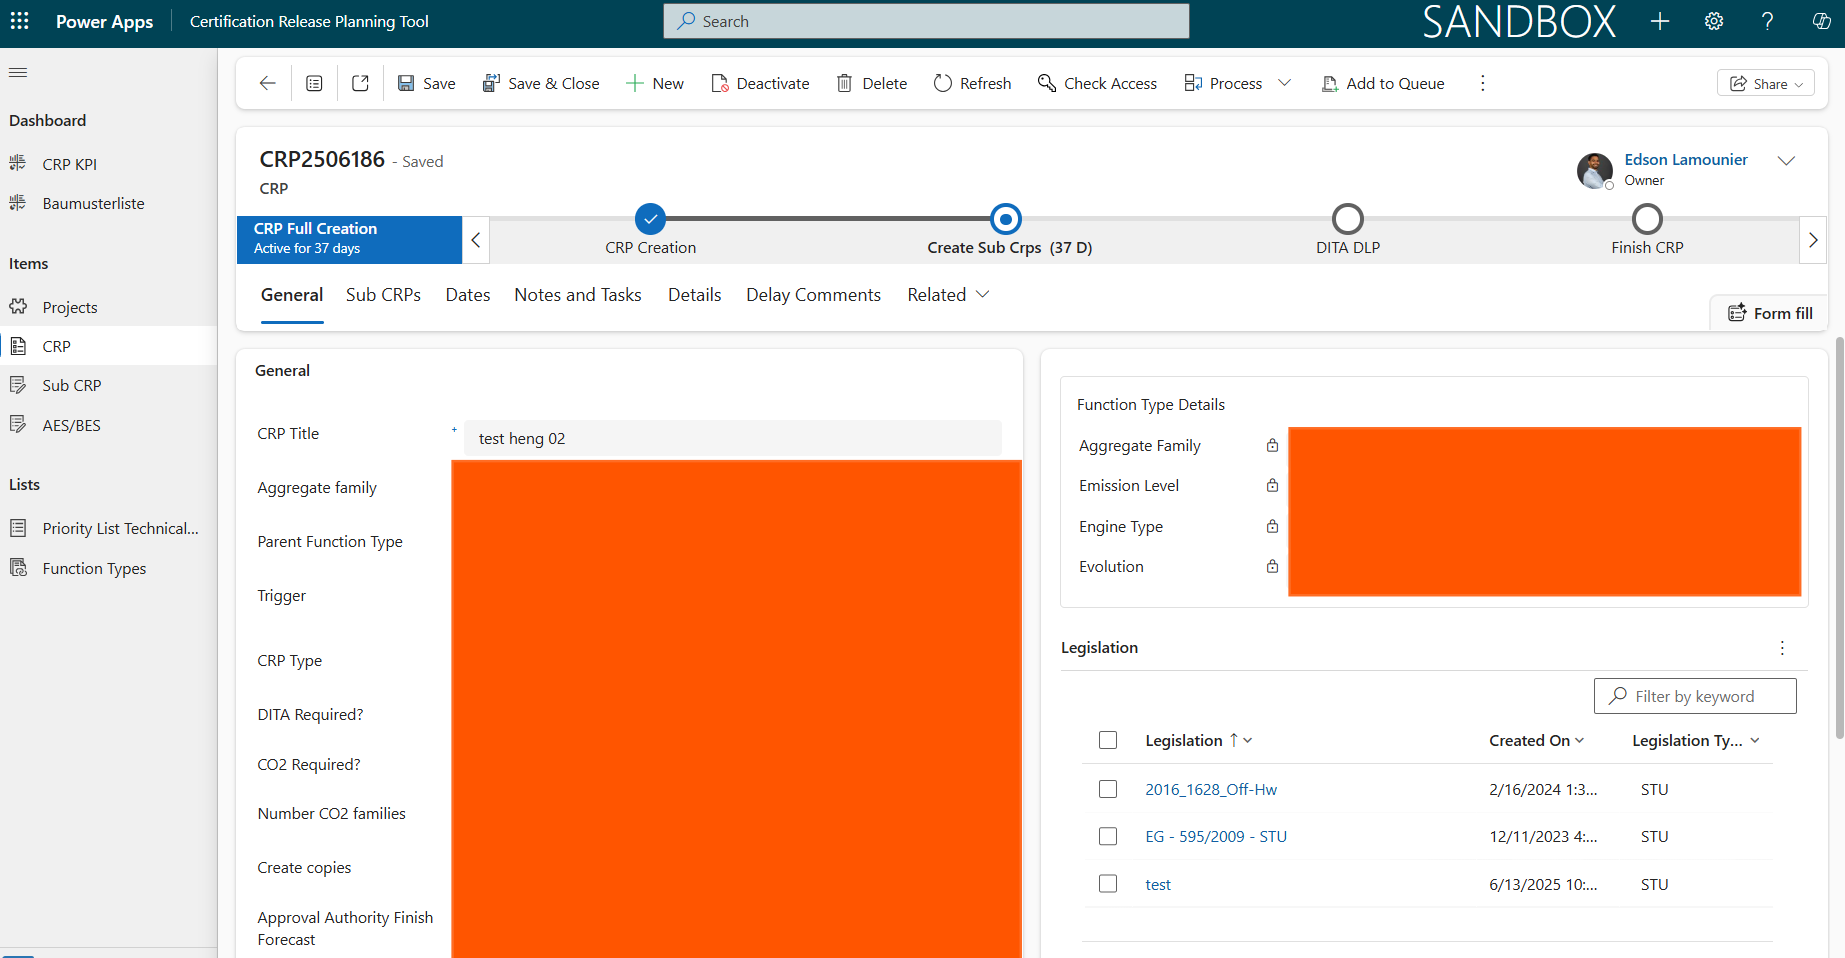 Power Apps
Certification Release Planning Tool
Search
SANDBOX
Save
Save & Close
New
Deactivate
Delete
Refresh
Check Access
Process
Add to Queue
Share
Dashboard
CRP KPI
Baumusterliste
Items
Projects
CRP
Sub CRP
AES/BES
Lists
Priority List Technical...
Function Types
CRP2506186 - Saved
CRP
Edson Lamounier
Owner
CRP Full Creation
Active for 37 days
CRP Creation
Create Sub Crps (37 D)
DITA DLP
Finish CRP
General
Sub CRPs
Dates
Notes and Tasks
Details
Delay Comments
Related
Form fill
General
CRP Title
+
test heng 02
Aggregate family
Parent Function Type
Trigger
CRP Type
DITA Required?
CO2 Required?
Number CO2 families
Create copies
Approval Authority Finish
Forecast
Function Type Details
Aggregate Family
Emission Level
Engine Type
Evolution
Legislation
Filter by keyword
Legislation ↑ Created On Legislation Ty...
2016_1628_Off-Hw 2/16/2024 1:3... STU
EG - 595/2009 - STU 12/11/2023 4:... STU
test 6/13/2025 10:... STU